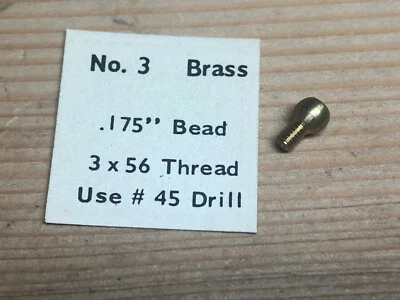 No. 3 Brass
.175” Bead
3 x 56 Thread
Use # 45 Drill